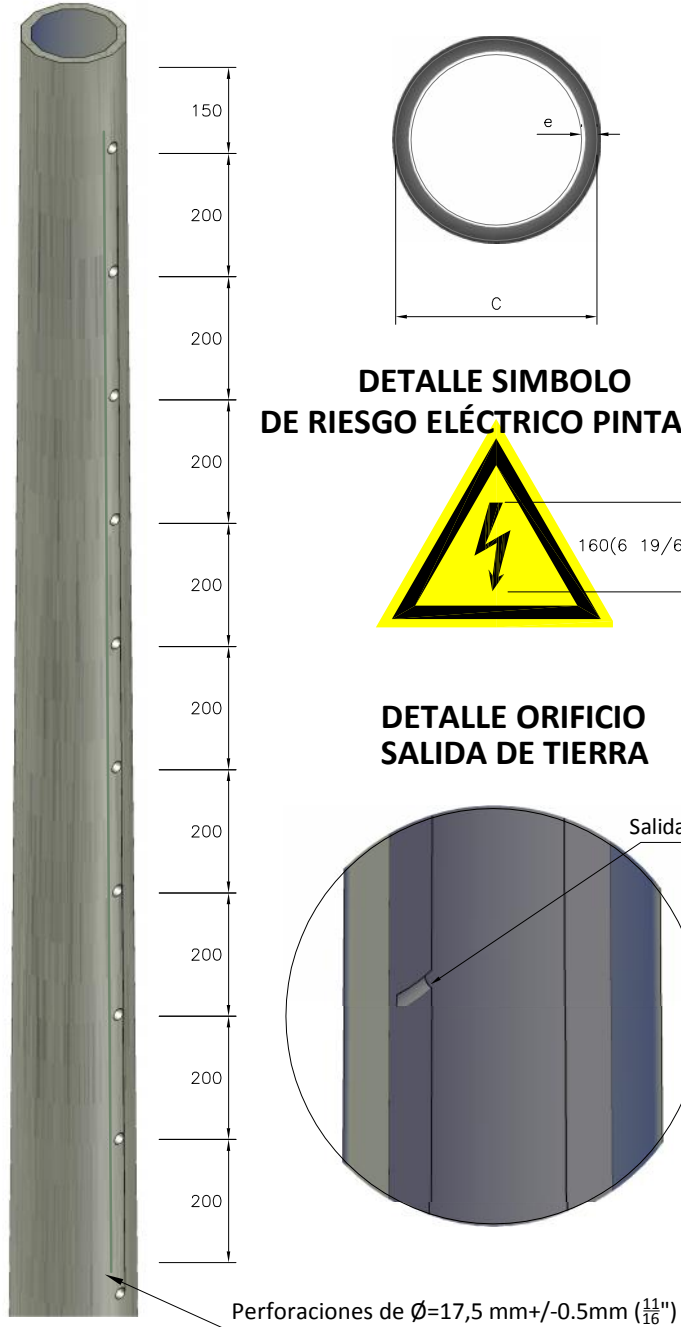 150
200
200
200
200
200
200
200
200
200
e
C
DETALLE SIMBOLO
DE RIESGO ELÉCTRICO PINTA
160(6 19/6
DETALLE ORIFICIO
SALIDA DE TIERRA
Salida
Perforaciones de Ø=17,5 mm+/-0.5mm (11/16")